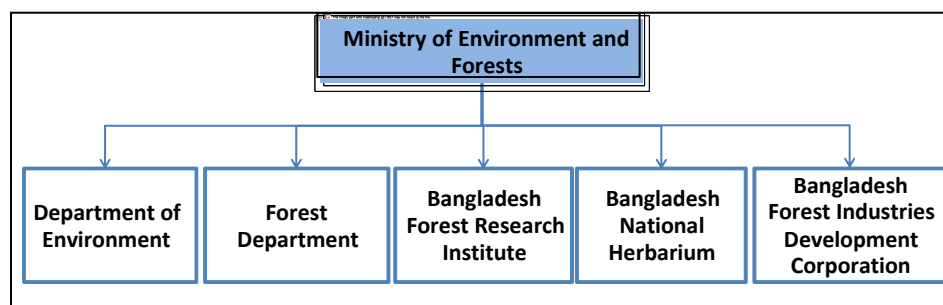 Ministry of Environment and
Forests
Department of
Environment
Forest
Department
Bangladesh
Forest Research
Institute
Bangladesh
National
Herbarium
Bangladesh
Forest Industries
Development
Corporation